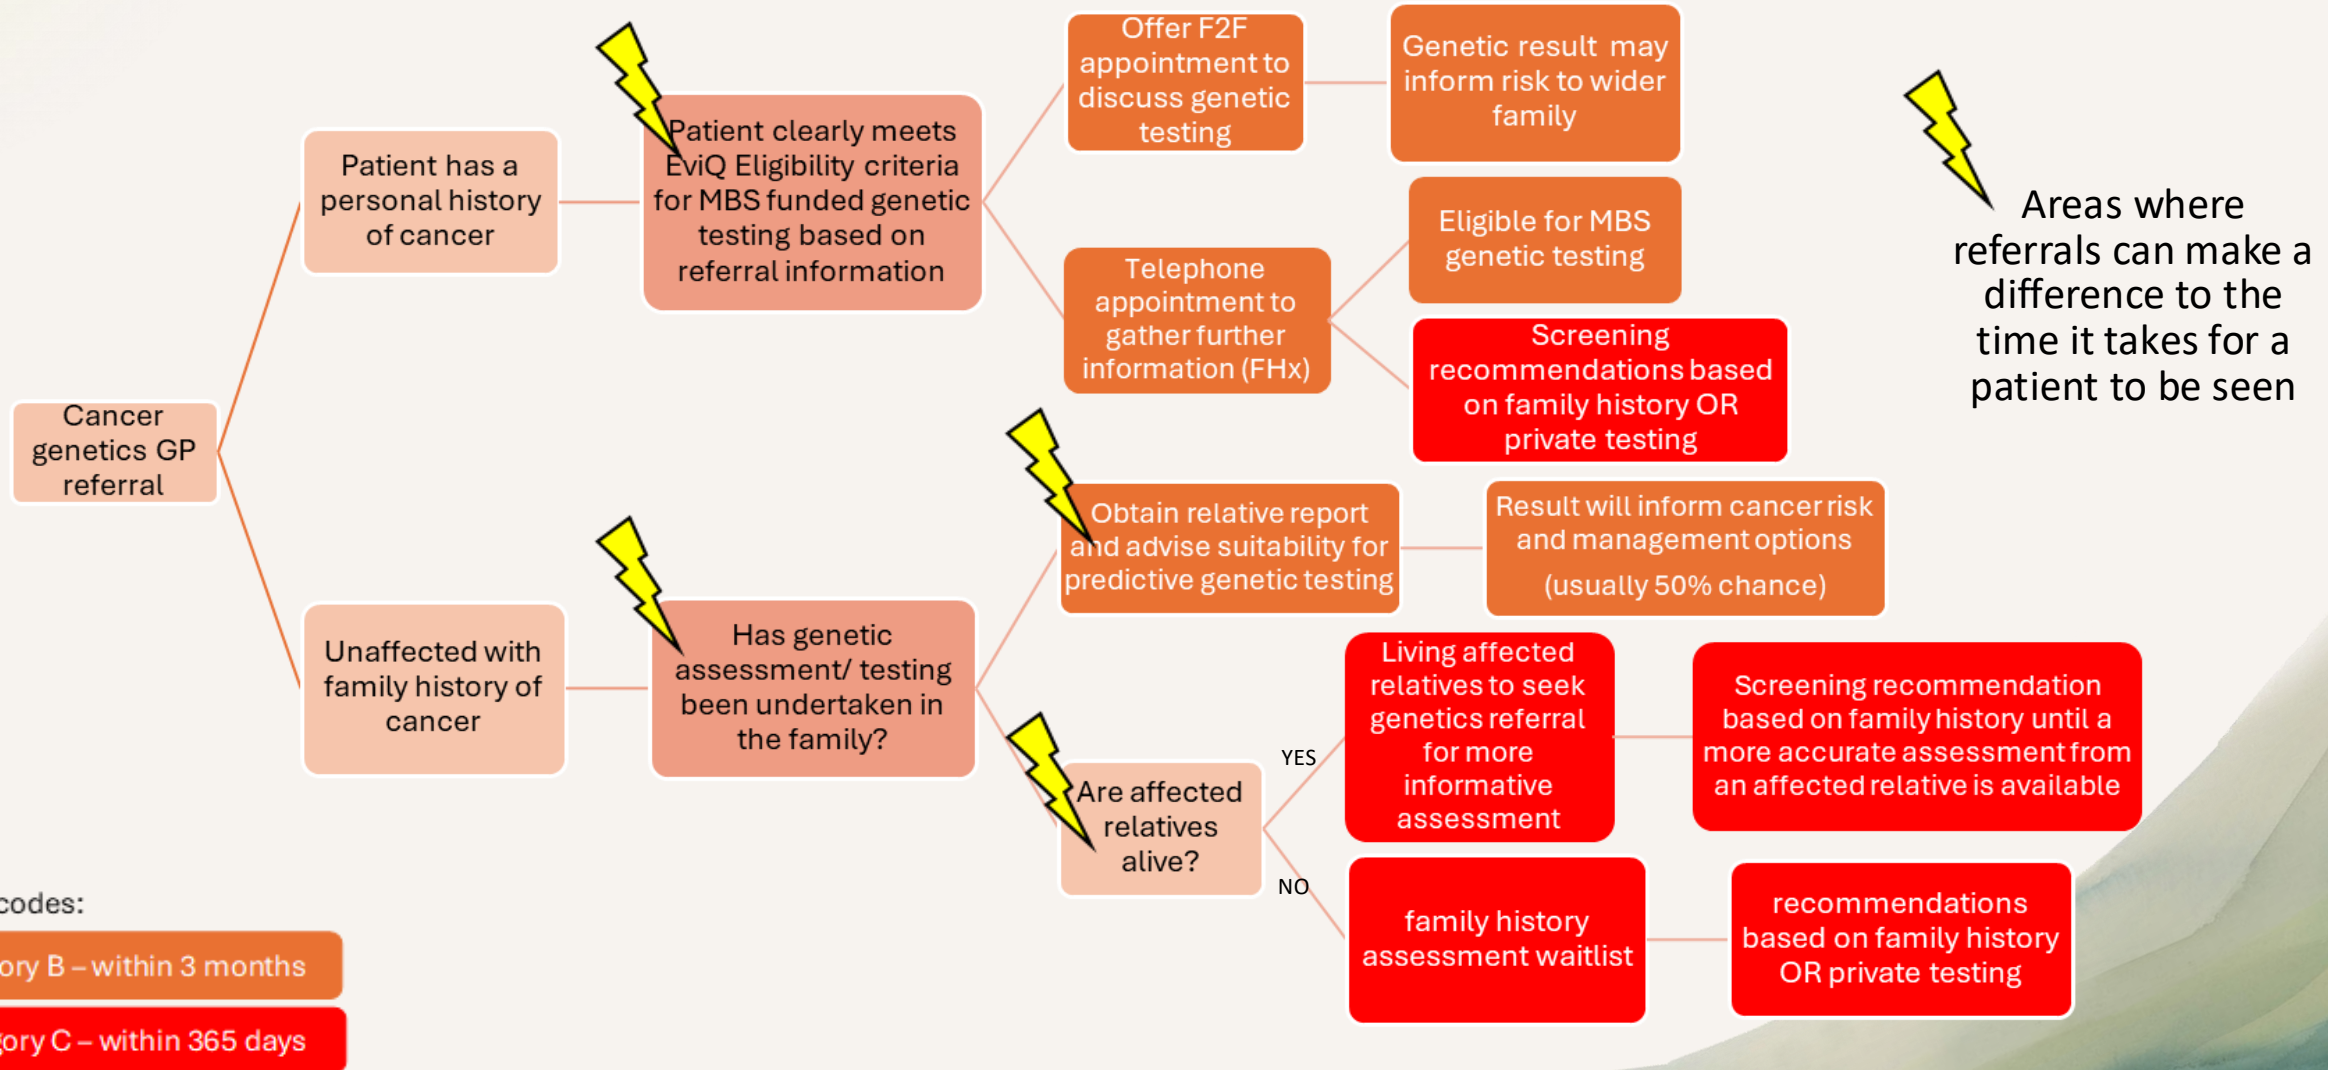 Cancer
genetics GP
referral
Patient has a
personal history
of cancer
Patient clearly meets
EviQ Eligibility criteria
for MBS funded genetic
testing based on
referral information
Offer F2F
appointment to
discuss genetic
testing
Genetic result may
inform risk to wider
family
Telephone
appointment to
gather further
information (FHx)
Eligible for MBS
genetic testing
Screening
recommendations based
on family history OR
private testing
Unaffected with
family history of
cancer
Has genetic
assessment/ testing
been undertaken in
the family?
Obtain relative report
and advise suitability for
predictive genetic testing
Result will inform cancer risk
and management options
(usually 50% chance)
Are affected
relatives
alive?
YES
Living affected
relatives to seek
genetics referral
for more
informative
assessment
Screening recommendation
based on family history until a
more accurate assessment from
an affected relative is available
NO
family history
assessment waitlist
recommendations
based on family history
OR private testing
Areas where
referrals can make a
difference to the
time it takes for a
patient to be seen
codes:
ory B – within 3 months
gory C – within 365 days